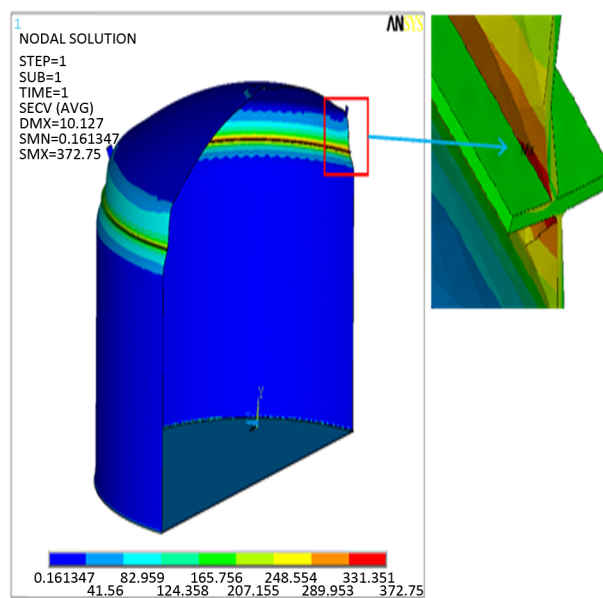 1
ANSYS
NODAL SOLUTION
STEP=1
SUB=1
TIME=1
SECV (AVG)
DMX=10.127
SMN=0.161347
SMX=372.75
MX
Y
0.161347 82.959 165.756 248.554 331.351
41.56 124.358 207.155 289.953 372.75